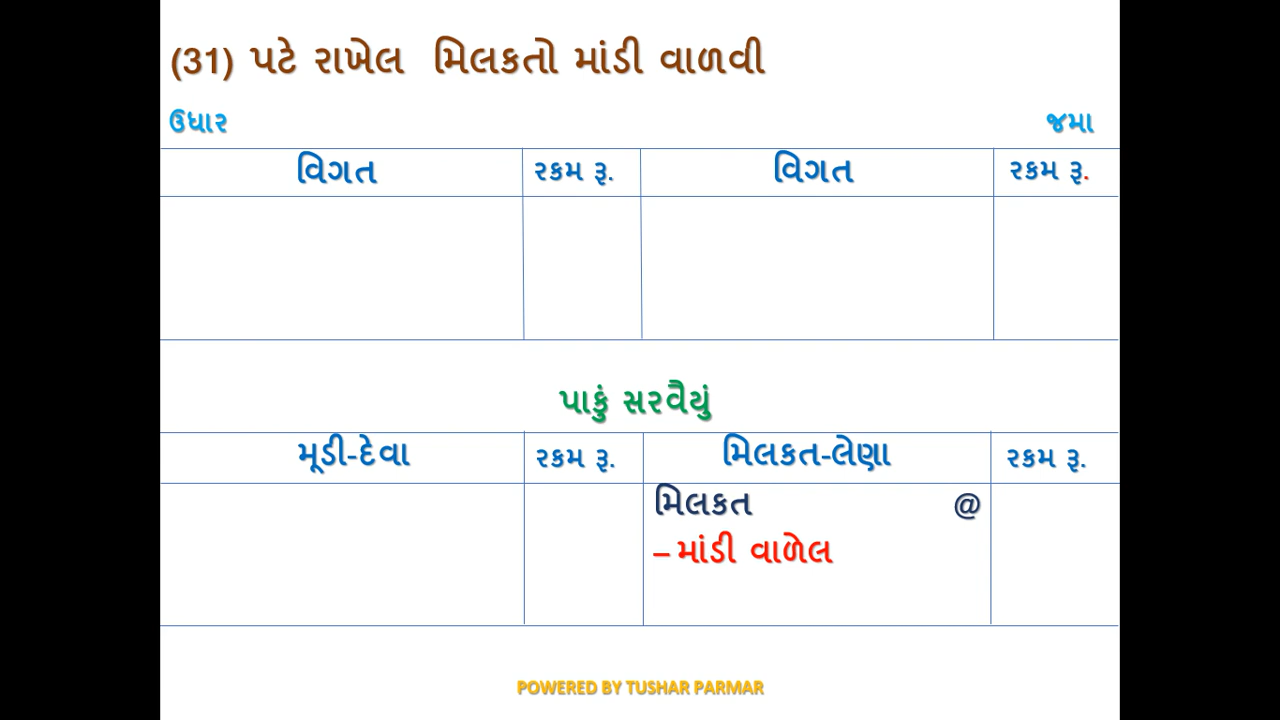 (31) પટે રાખેલ મિલકતો માંડી વાળવી
ઉધાર જમા
વિગત રકમ રૂ. વિગત રકમ રૂ.
પાકું સરવૈયું
મૂડી-દેવા રકમ રૂ. મિલકત-લેણા રકમ રૂ.
મિલકત @
– માંડી વાળેલ
POWERED BY TUSHAR PARMAR